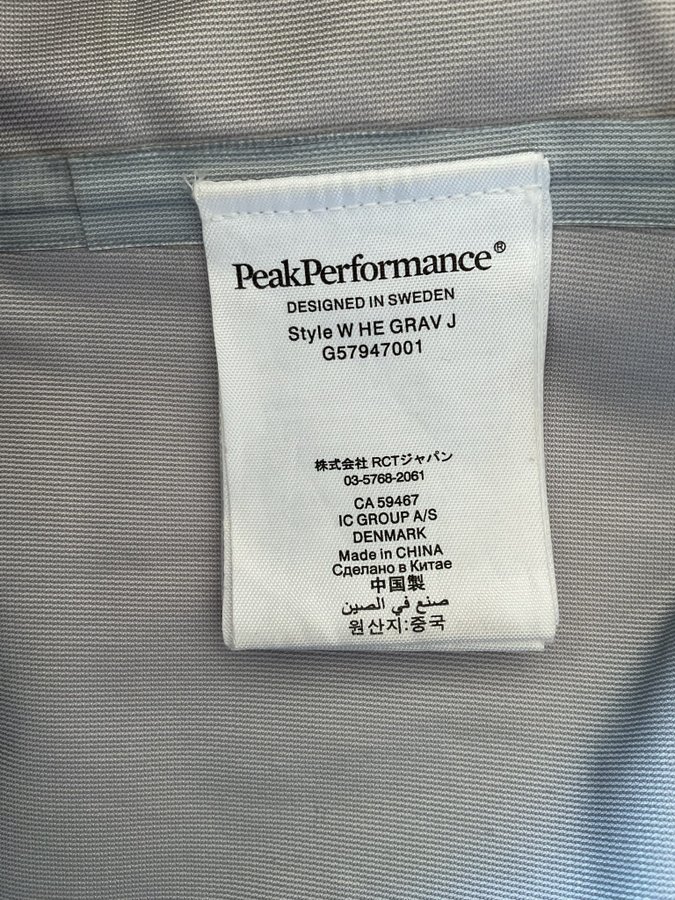 PeakPerformance®
DESIGNED IN SWEDEN
Style W HE GRAV J
G57947001
株式会社 RCTジャパン
03-5768-2061
CA 59467
IC GROUP A/S
DENMARK
Made in CHINA
Сделано в Китае
中国製
صنع في الصين
원산지:중국